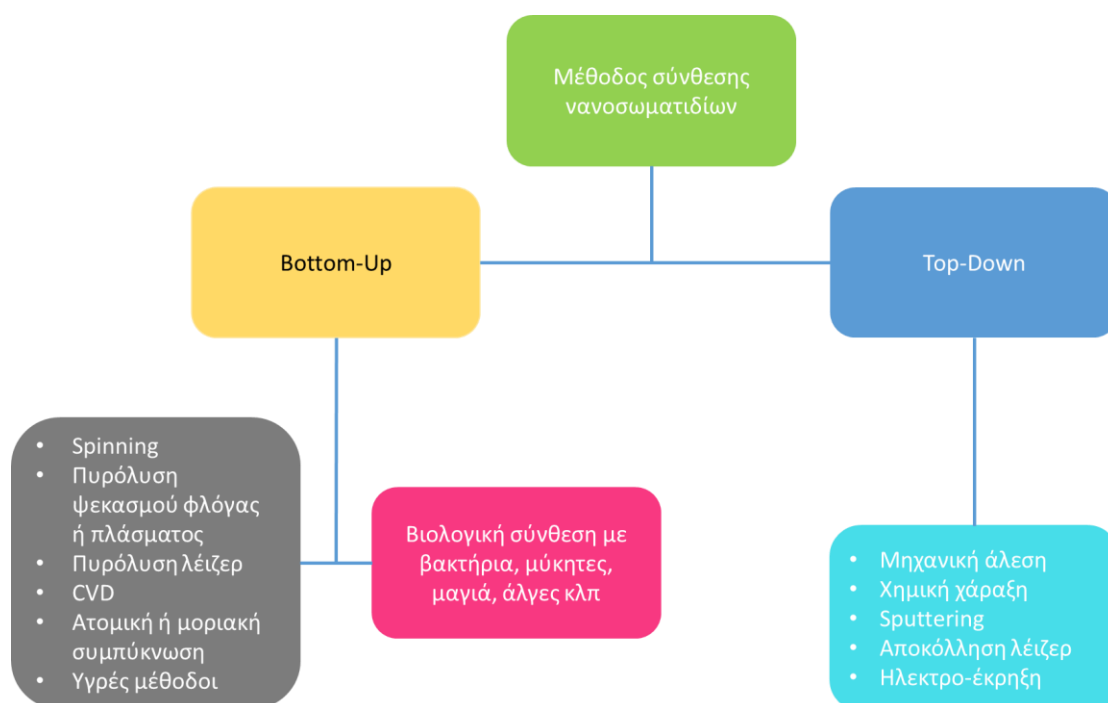 Μέθοδος σύνθεσης
νανοσωματιδίων
Bottom-Up
Top-Down
• Spinning
• Πυρόλυση
ψεκασμού φλόγας
ή πλάσματος
• Πυρόλυση λέιζερ
• CVD
• Ατομική ή μοριακή
συμπύκνωση
• Υγρές μέθοδοι
Βιολογική σύνθεση με
βακτήρια, μύκητες,
μαγιά, άλγες κλπ
• Μηχανική άλεση
• Χημική χάραξη
• Sputtering
• Αποκόλληση λέιζερ
• Ηλεκτρο-έκρηξη